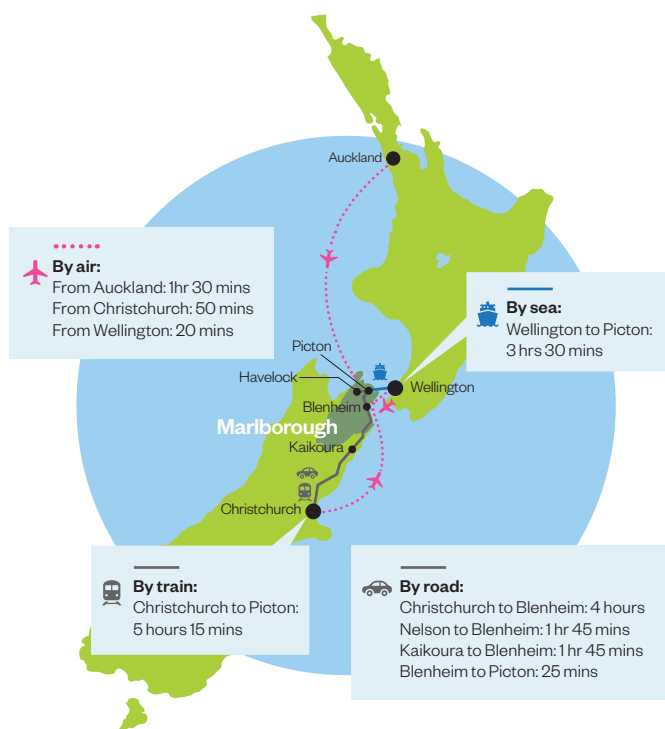 Auckland
By air:
From Auckland: 1hr 30 mins
From Christchurch: 50 mins
From Wellington: 20 mins
By sea:
Wellington to Picton:
3 hrs 30 mins
Picton
Havelock
Wellington
Blenheim
Marlborough
Kaikoura
Christchurch
By train:
Christchurch to Picton:
5 hours 15 mins
By road:
Christchurch to Blenheim: 4 hours
Nelson to Blenheim: 1 hr 45 mins
Kaikoura to Blenheim: 1 hr 45 mins
Blenheim to Picton: 25 mins